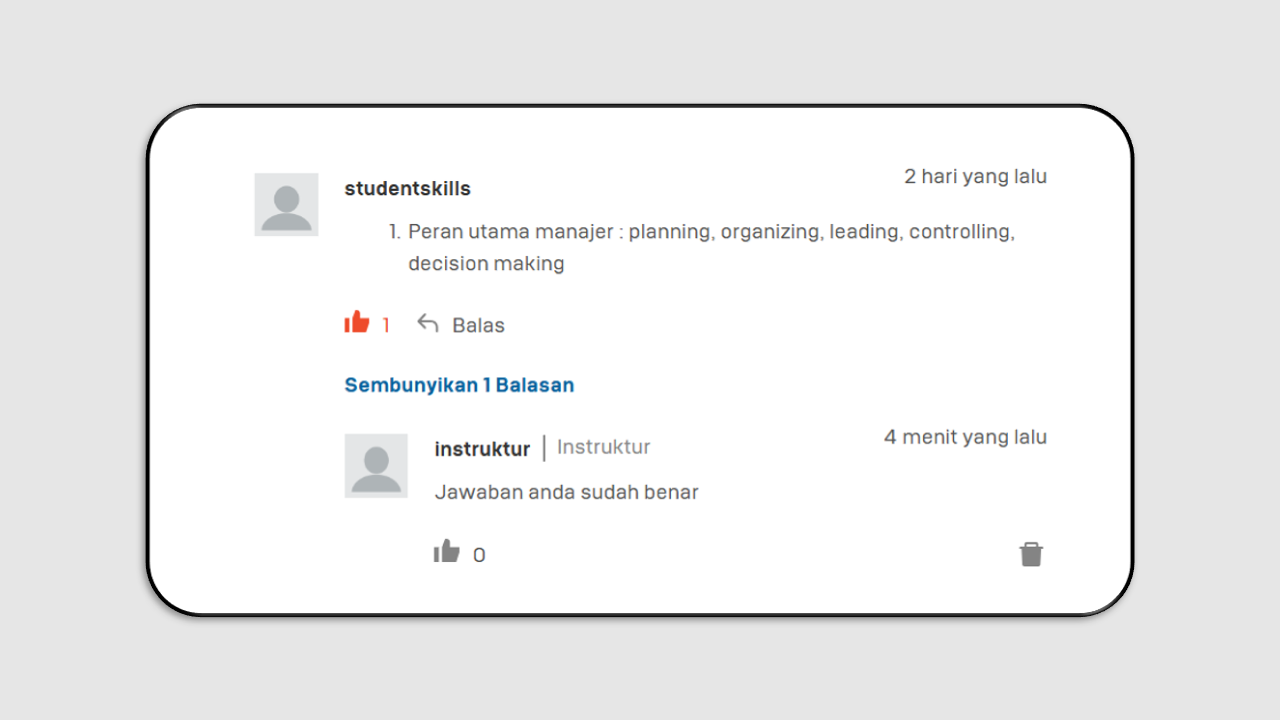 studentskills
2 hari yang lalu
1. Peran utama manajer : planning, organizing, leading, controlling,
decision making
1 Balas
Sembunyikan 1 Balasan
instruktur | Instruktur
4 menit yang lalu
Jawaban anda sudah benar
0